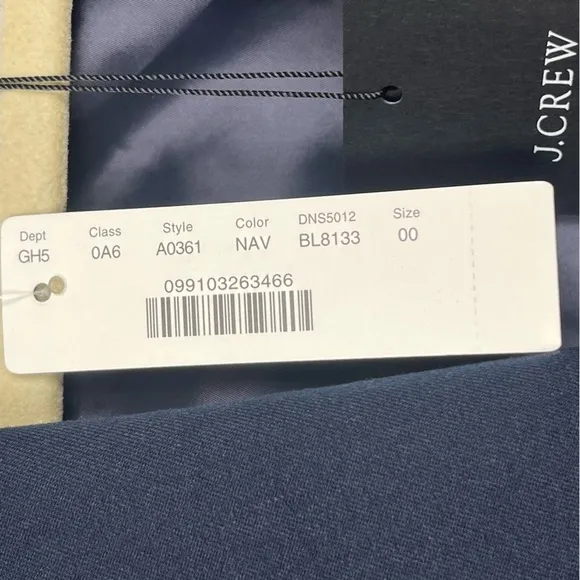 J.CREW
Dept Class Style Color DNS5012 Size
GH5 0A6 A0361 NAV BL8133 00
099103263466